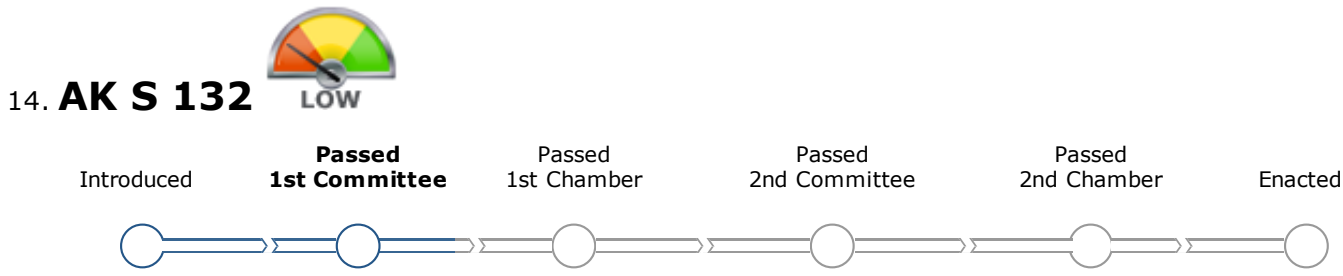 14. AK S 132
LOW
Introduced
Passed
1st Committee
Passed
1st Chamber
Passed
2nd Committee
Passed
2nd Chamber
Enacted